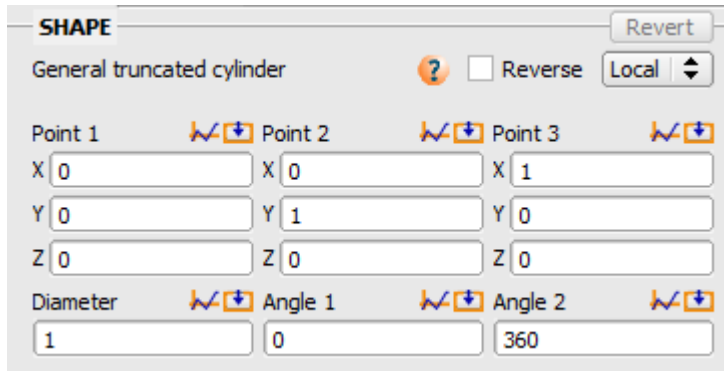 SHAPE Revert
General truncated cylinder ? Reverse Local
Point 1 Point 2 Point 3
X 0 X 0 X 1
Y 0 Y 1 Y 0
Z 0 Z 0 Z 0
Diameter Angle 1 Angle 2
1 0 360